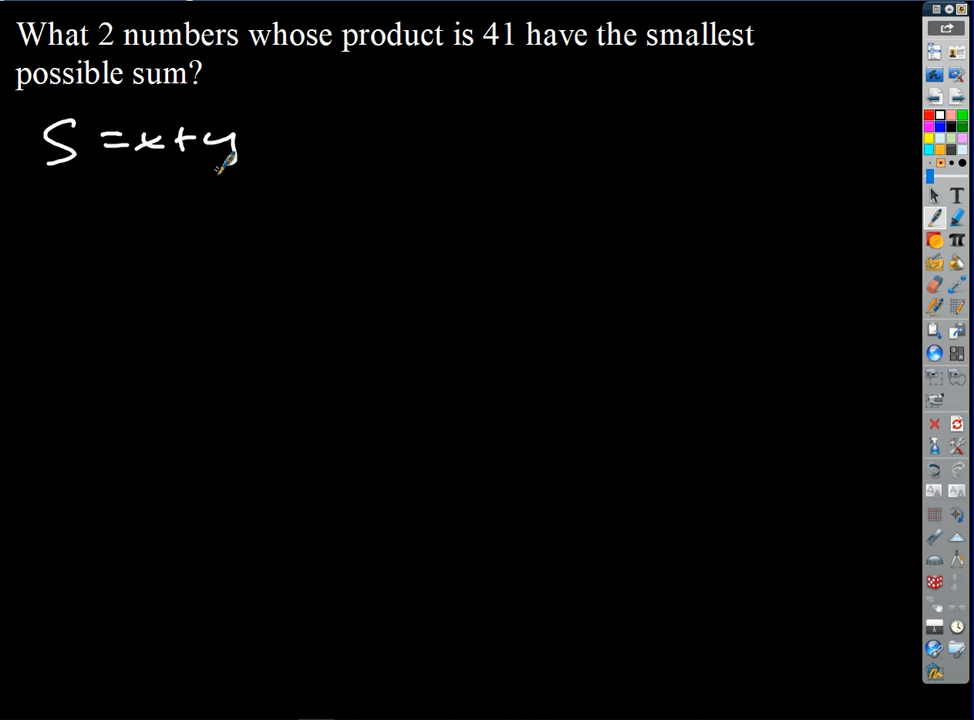 What 2 numbers whose product is 41 have the smallest
possible sum?
S = x + y